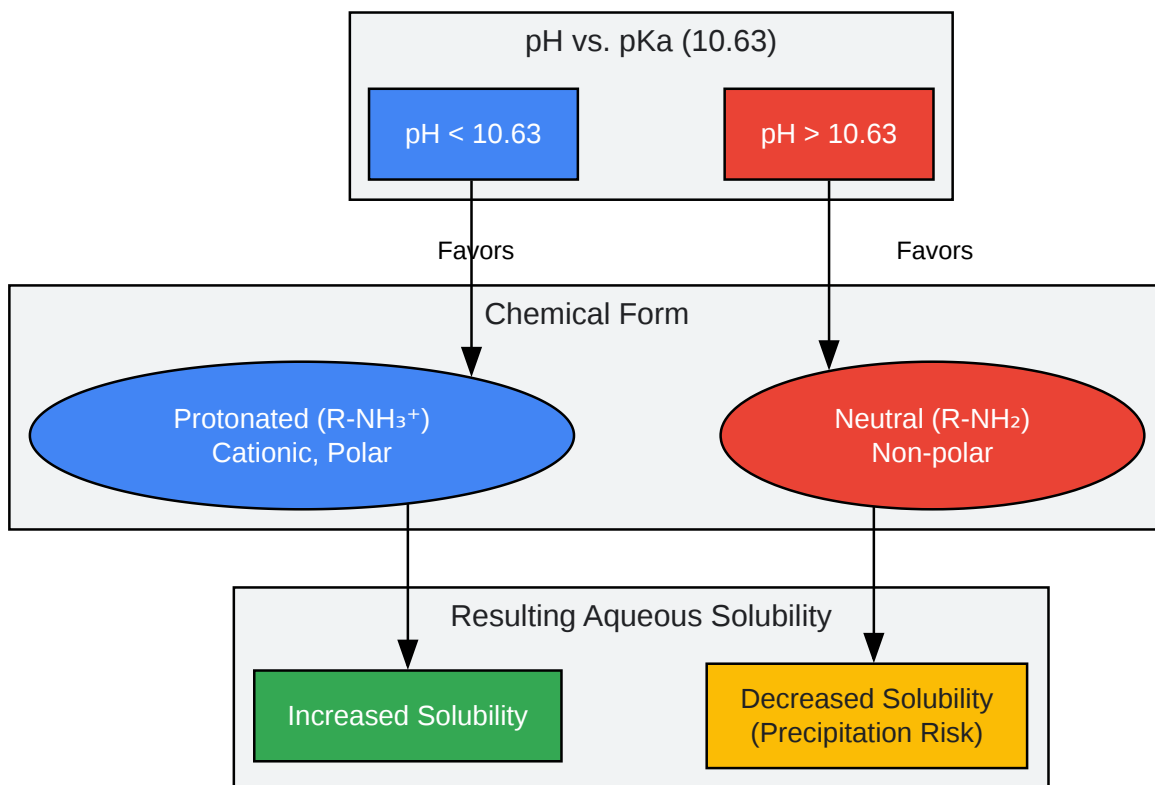 pH vs. pKa (10.63)
pH < 10.63
pH > 10.63
Favors
Favors
Chemical Form
Protonated (R-NH₃⁺)
Cationic, Polar
Neutral (R-NH₂)
Non-polar
Resulting Aqueous Solubility
Increased Solubility
Decreased Solubility
(Precipitation Risk)